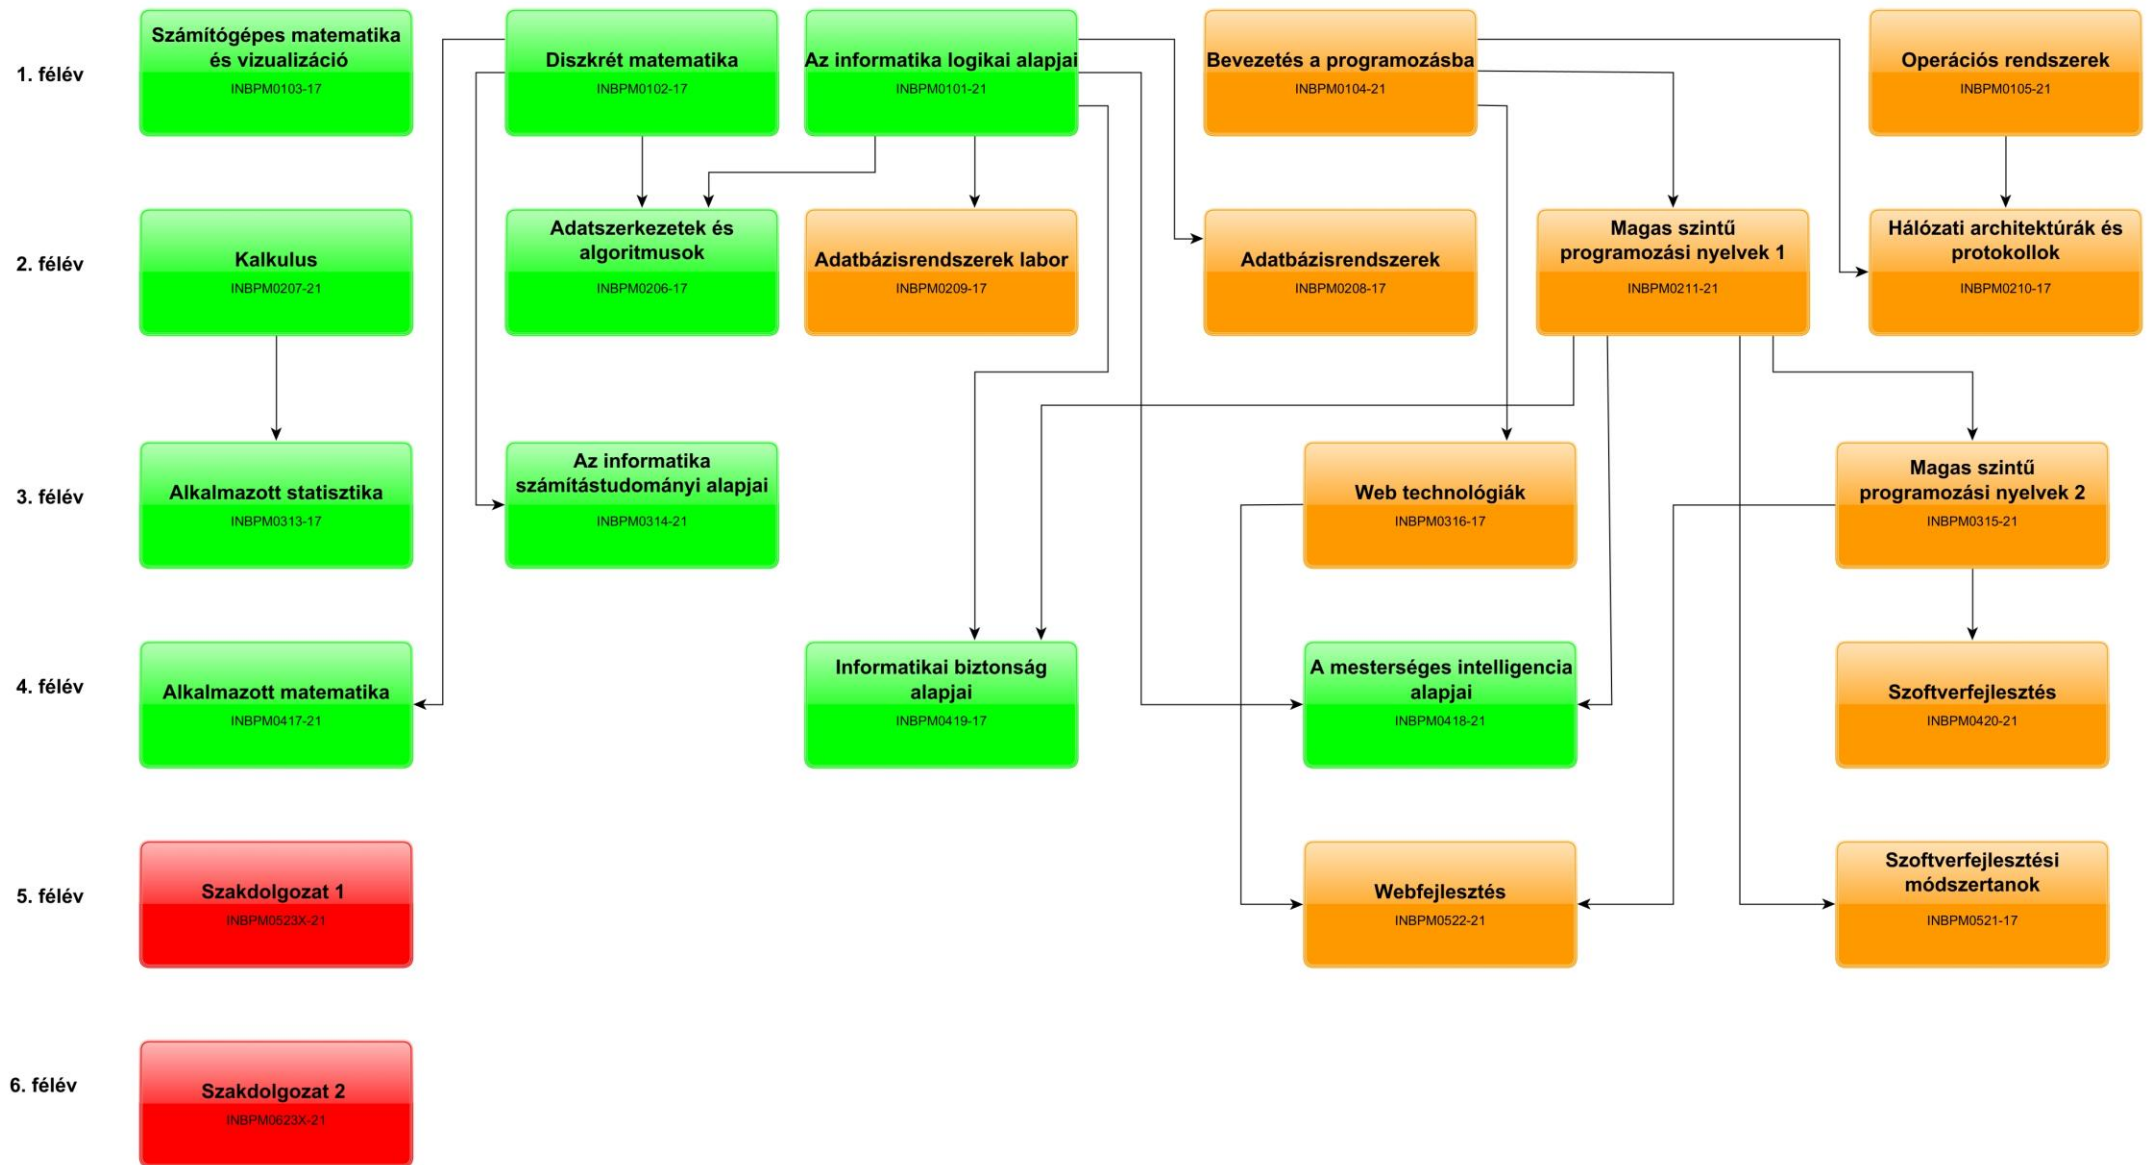 1. félév
Számítógépes matematika
és vizualizáció
INBPM0103-17
Diszkrét matematika
INBPM0102-17
Az informatika logikai alapjai
INBPM0101-21
Bevezetés a programozásba
INBPM0104-21
Operációs rendszerek
INBPM0105-21
2. félév
Kalkulus
INBPM0207-21
Adatszerkezetek és
algoritmusok
INBPM0206-17
Adatbázisrendszerek labor
INBPM0209-17
Adatbázisrendszerek
INBPM0208-17
Magas szintű
programozási nyelvek 1
INBPM0211-21
Hálózati architektúrák és
protokollok
INBPM0210-17
3. félév
Alkalmazott statisztika
INBPM0313-17
Az informatika
számítástudományi alapjai
INBPM0314-21
Web technológiák
INBPM0316-17
Magas szintű
programozási nyelvek 2
INBPM0315-21
4. félév
Alkalmazott matematika
INBPM0417-21
Informatikai biztonság
alapjai
INBPM0419-17
A mesterséges intelligencia
alapjai
INBPM0418-21
Szoftverfejlesztés
INBPM0420-21
5. félév
Szakdolgozat 1
INBPM0523X-21
Webfejlesztés
INBPM0522-21
Szoftverfejlesztési
módszertanok
INBPM0521-17
6. félév
Szakdolgozat 2
INBPM0623X-21